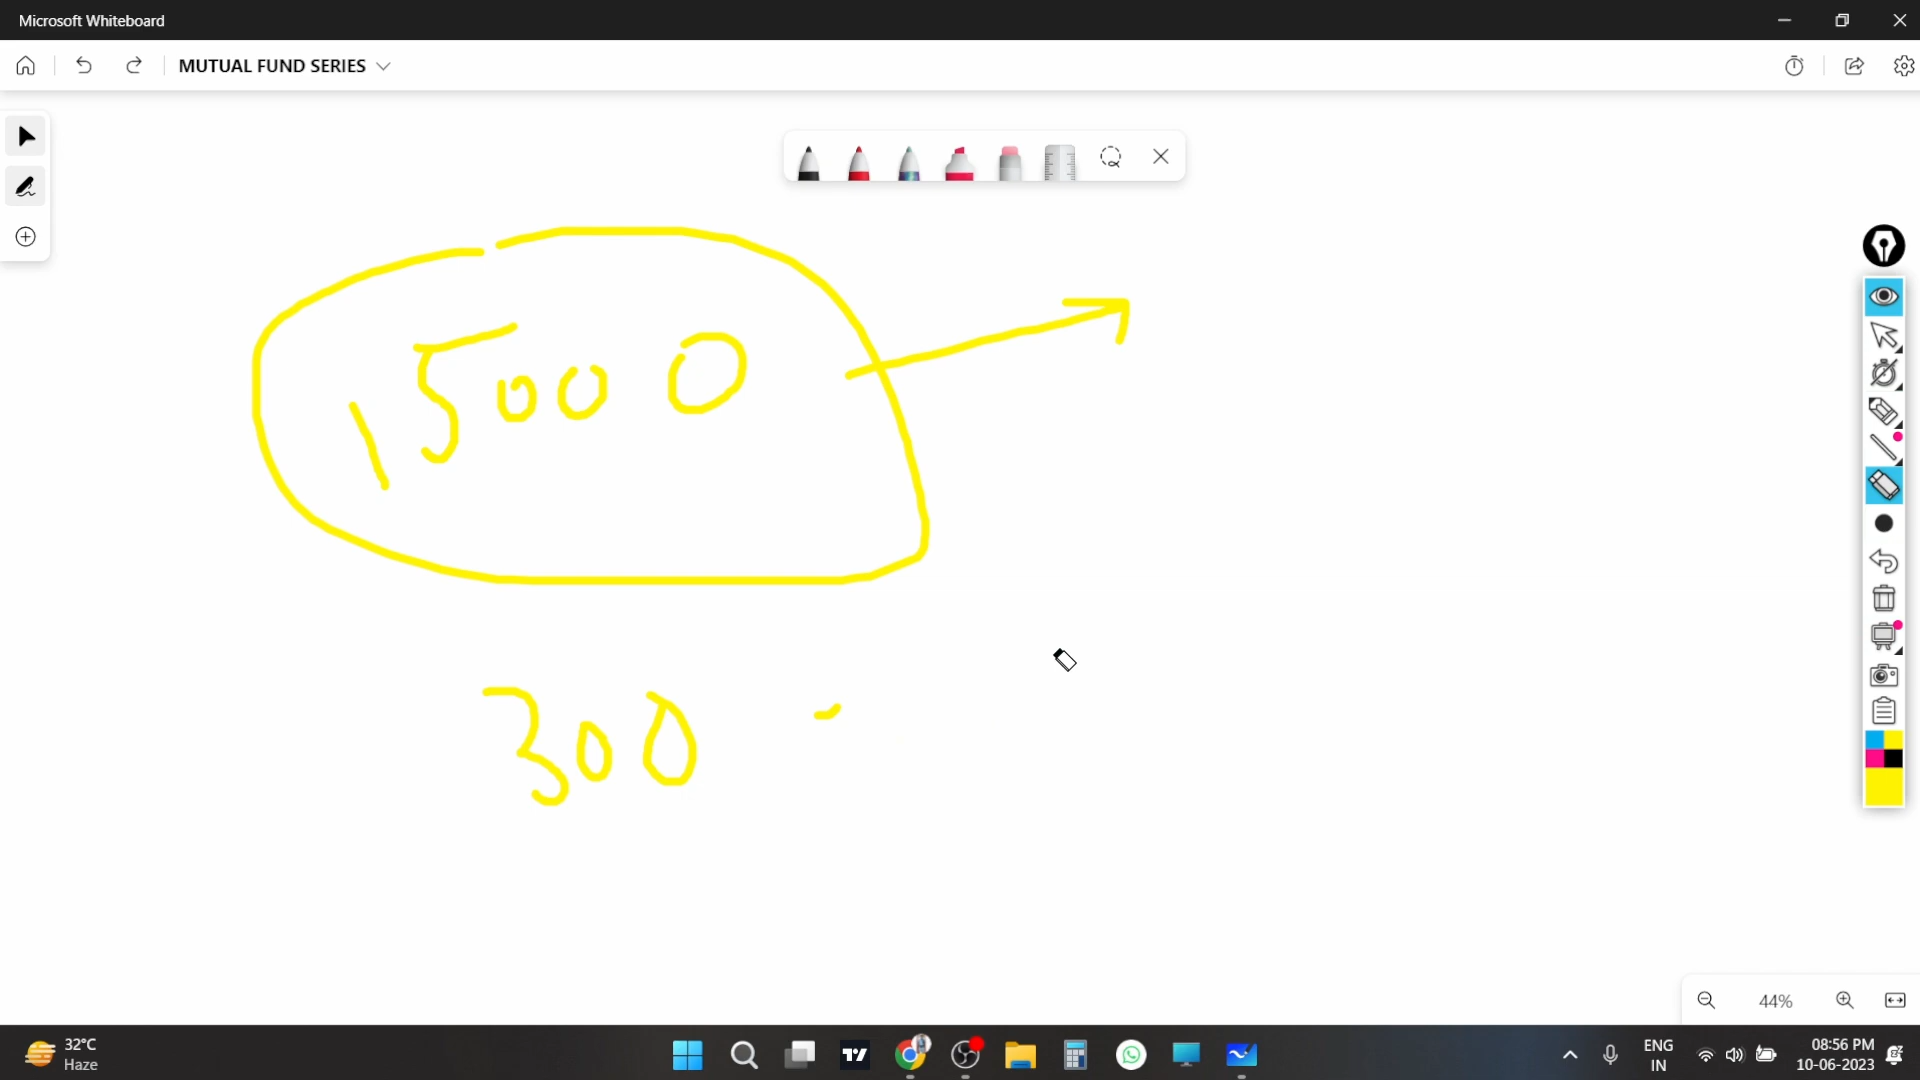 Microsoft Whiteboard
MUTUAL FUND SERIES
15000
300 -
44%
32°C
Haze
ENG
IN
08:56 PM
10-06-2023